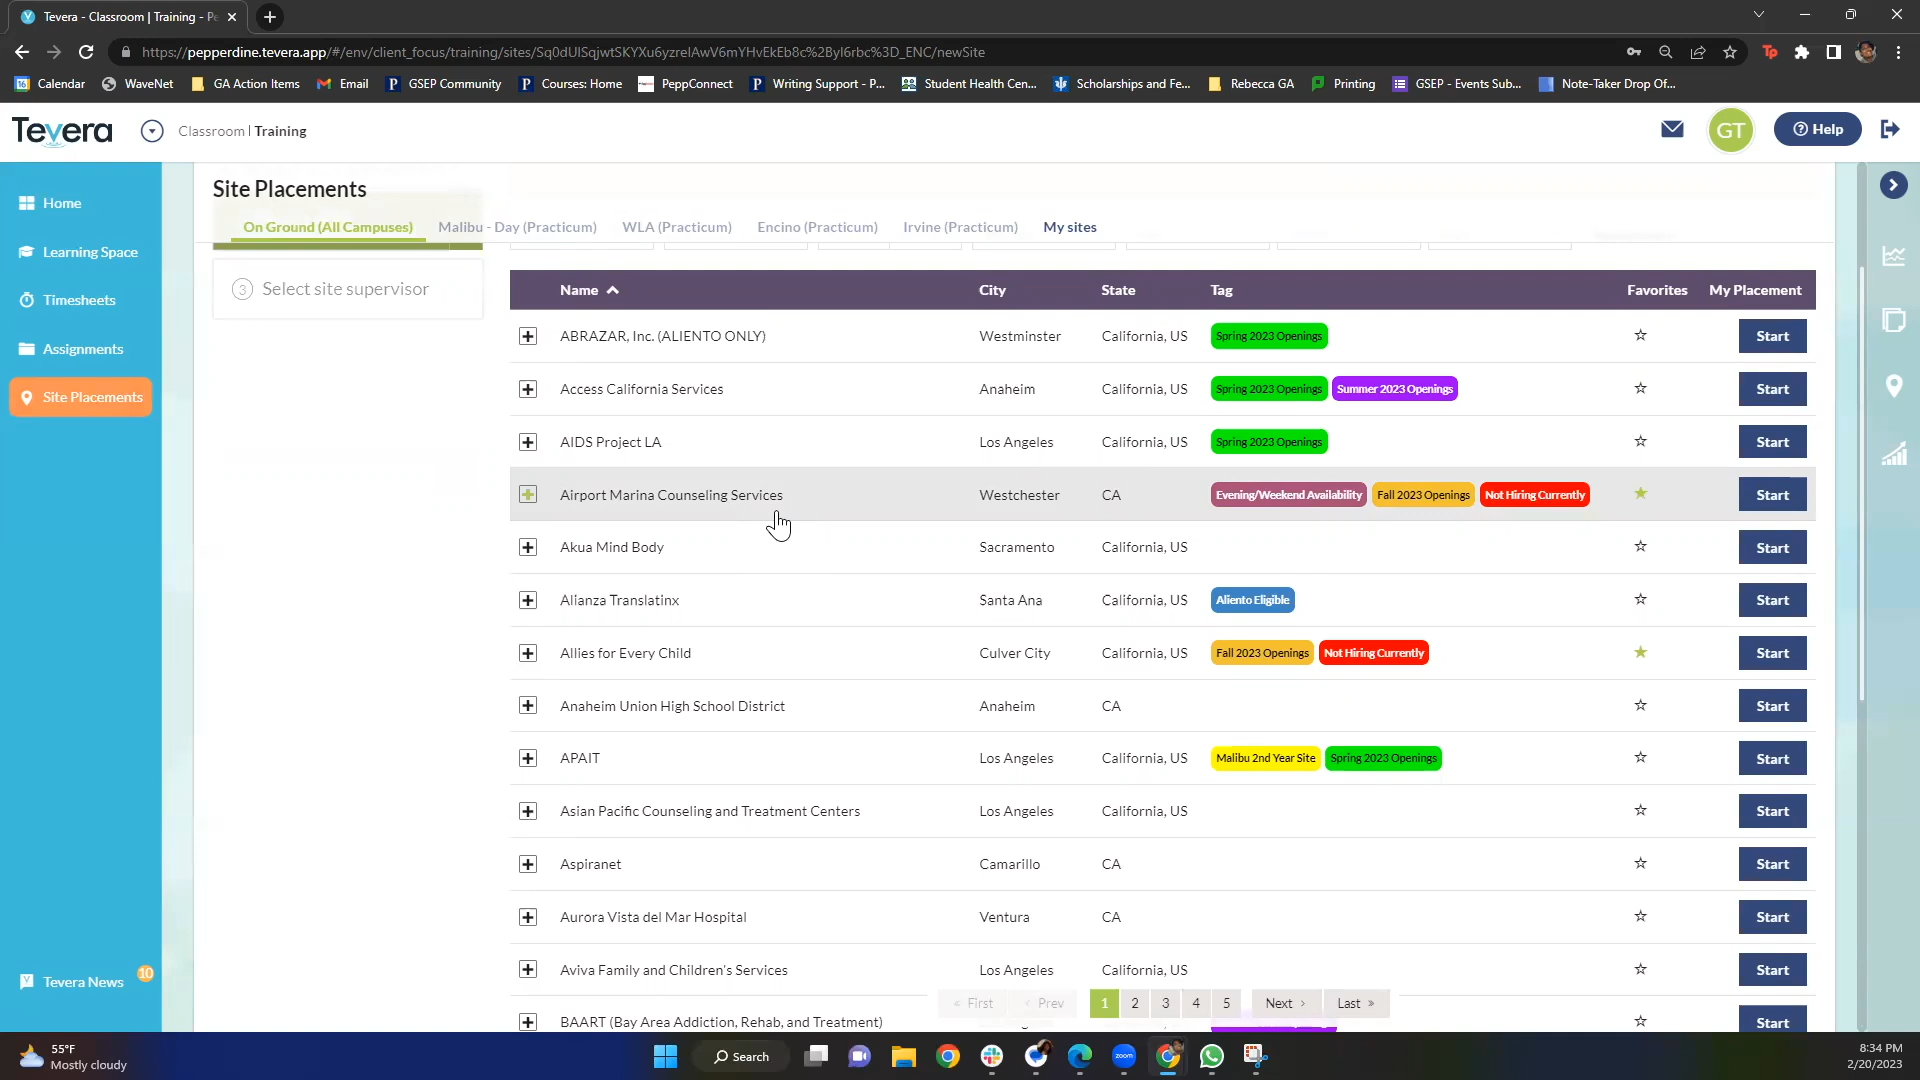 Tevera - Classroom | Training - Pe
https://pepperdine.tevera.app/#/env/client_focus/training/sites/Sq0dUISqjwtSKYXu6yzreIAwV6mYHvEkEb8c%2ByI6rbc%3D_ENC/newSite
Calendar WaveNet GA Action Items Email GSEP Community Courses: Home PeppConnect Writing Support - P... Student Health Cen... Scholarships and Fe... Rebecca GA Printing GSEP - Events Sub... Note-Taker Drop Of...
Tevera Classroom | Training GT Help
Home
Learning Space
Timesheets
Assignments
Site Placements
Tevera News 10
Site Placements
On Ground (All Campuses) Malibu - Day (Practicum) WLA (Practicum) Encino (Practicum) Irvine (Practicum) My sites
3 Select site supervisor
Name City State Tag Favorites My Placement
ABRAZAR, Inc. (ALIENTO ONLY) Westminster California, US Spring 2023 Openings Start
Access California Services Anaheim California, US Spring 2023 Openings Summer 2023 Openings Start
AIDS Project LA Los Angeles California, US Spring 2023 Openings Start
Airport Marina Counseling Services Westchester CA Evening/Weekend Availability Fall 2023 Openings Not Hiring Currently Start
Akua Mind Body Sacramento California, US Start
Alianza Translatinx Santa Ana California, US Aliento Eligible Start
Allies for Every Child Culver City California, US Fall 2023 Openings Not Hiring Currently Start
Anaheim Union High School District Anaheim CA Start
APAIT Los Angeles California, US Malibu 2nd Year Site Spring 2023 Openings Start
Asian Pacific Counseling and Treatment Centers Los Angeles California, US Start
Aspiranet Camarillo CA Start
Aurora Vista del Mar Hospital Ventura CA Start
Aviva Family and Children's Services Los Angeles California, US Start
« First ‹ Prev 1 2 3 4 5 Next › Last »
BAART (Bay Area Addiction, Rehab, and Treatment) Start
55°F
Mostly cloudy
Search
zoom
8:34 PM
2/20/2023